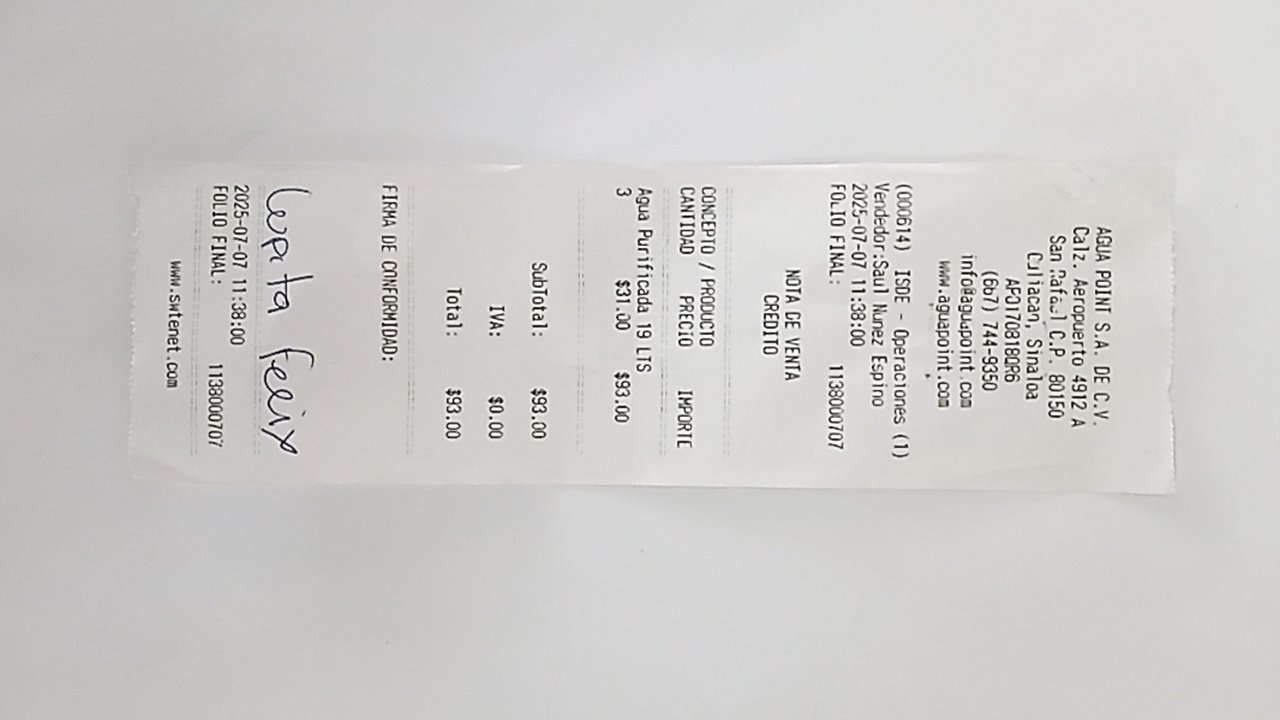 AGUA POINT S.A. DE C.V.
Calz. Aeropuerto 4912 A
San Rafael C.P. 80150
Culiacan, Sinaloa
APO170818QR6
(667) 744-9350
info@aguapoint.com
www.aguapoint.com
(000614) ISDE - Operaciones (1)
Vendedor:Saul Nunez Espino
2025-07-07 11:38:00
FOLIO FINAL: 1138000707
NOTA DE VENTA
CREDITO
CONCEPTO / PRODUCTO
CANTIDAD PRECIO IMPORTE
Agua Purificada 19 LTS
3 $31.00 $93.00
SubTotal: $93.00
IVA: $0.00
Total: $93.00
FIRMA DE CONFORMIDAD:
Lupita Felix
2025-07-07 11:38:00
FOLIO FINAL: 1138000707
www.swtenet.com